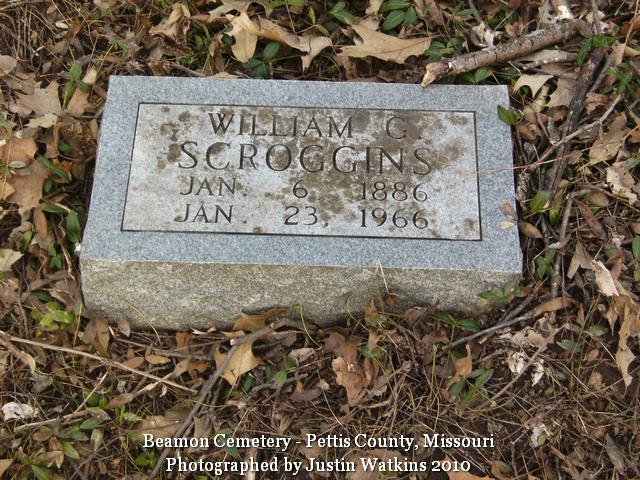 WILLIAM G
SCROGGINS
JAN. 6 1886
JAN. 23, 1966
Beamon Cemetery - Pettis County, Missouri
Photographed by Justin Watkins 2010